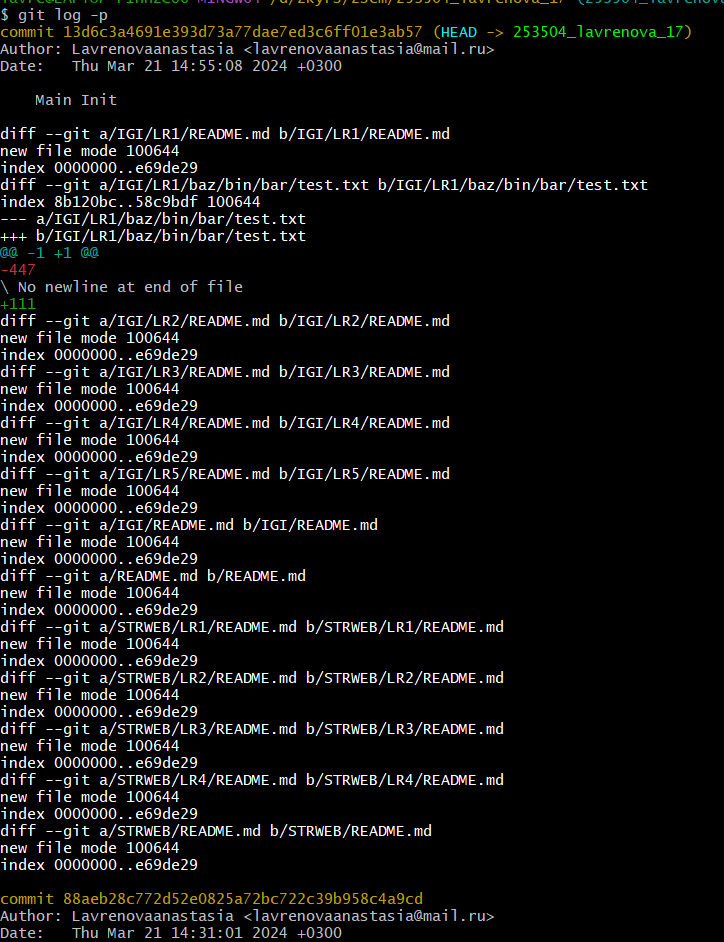 $ git log -p
commit 13d6c3a4691e393d73a77dae7ed3c6ff01e3ab57 (HEAD -> 253504_lavrenova_17)
Author: Lavrenovaanastasia <lavrenovaanastasia@mail.ru>
Date:   Thu Mar 21 14:55:08 2024 +0300

    Main Init

diff --git a/IGI/LR1/README.md b/IGI/LR1/README.md
new file mode 100644
index 0000000..e69de29
diff --git a/IGI/LR1/baz/bin/bar/test.txt b/IGI/LR1/baz/bin/bar/test.txt
index 8b120bc..58c9bdf 100644
--- a/IGI/LR1/baz/bin/bar/test.txt
+++ b/IGI/LR1/baz/bin/bar/test.txt
@@ -1 +1 @@
-447
\ No newline at end of file
+111
diff --git a/IGI/LR2/README.md b/IGI/LR2/README.md
new file mode 100644
index 0000000..e69de29
diff --git a/IGI/LR3/README.md b/IGI/LR3/README.md
new file mode 100644
index 0000000..e69de29
diff --git a/IGI/LR4/README.md b/IGI/LR4/README.md
new file mode 100644
index 0000000..e69de29
diff --git a/IGI/LR5/README.md b/IGI/LR5/README.md
new file mode 100644
index 0000000..e69de29
diff --git a/IGI/README.md b/IGI/README.md
new file mode 100644
index 0000000..e69de29
diff --git a/README.md b/README.md
new file mode 100644
index 0000000..e69de29
diff --git a/STRWEB/LR1/README.md b/STRWEB/LR1/README.md
new file mode 100644
index 0000000..e69de29
diff --git a/STRWEB/LR2/README.md b/STRWEB/LR2/README.md
new file mode 100644
index 0000000..e69de29
diff --git a/STRWEB/LR3/README.md b/STRWEB/LR3/README.md
new file mode 100644
index 0000000..e69de29
diff --git a/STRWEB/LR4/README.md b/STRWEB/LR4/README.md
new file mode 100644
index 0000000..e69de29
diff --git a/STRWEB/README.md b/STRWEB/README.md
new file mode 100644
index 0000000..e69de29

commit 88aeb28c772d52e0825a72bc722c39b958c4a9cd
Author: Lavrenovaanastasia <lavrenovaanastasia@mail.ru>
Date:   Thu Mar 21 14:31:01 2024 +0300